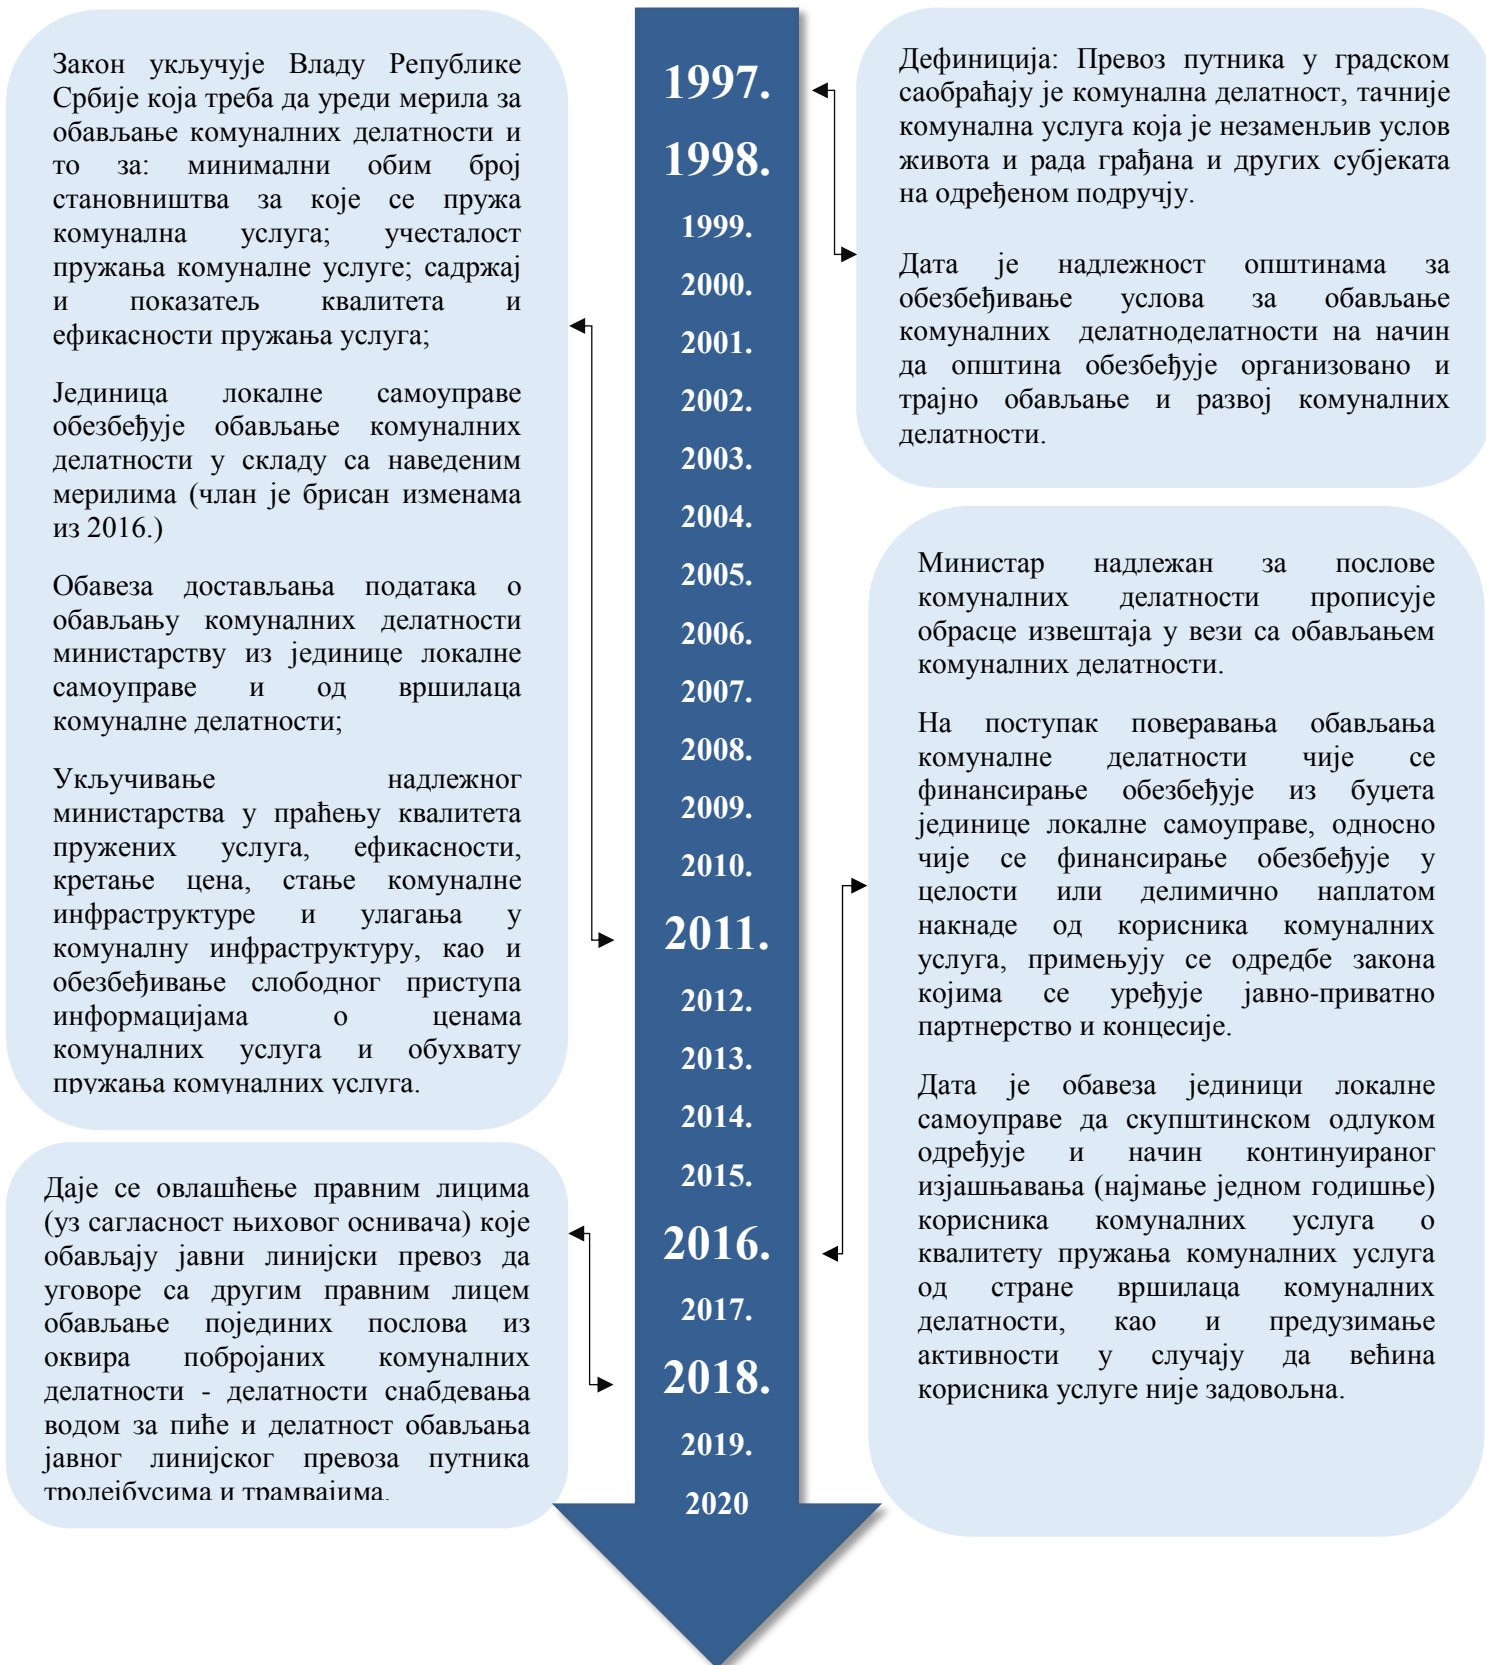 Закон укључује Владу Републике
Србије која треба да уреди мерила за
обављање комуналних делатности и
то за: минимални обим број
становништва за које се пружа
комунална услуга; учесталост
пружања комуналне услуге; садржај
и показатељ квалитета и
ефикасности пружања услуга;
Јединица локалне самоуправе
обезбеђује обављање комуналних
делатности у складу са наведеним
мерилима (члан је брисан изменама
из 2016.)
Обавеза достављања података о
обављању комуналних делатности
министарству из јединице локалне
самоуправе и од вршилаца
комуналне делатности;
Укључивање надлежног
министарства у праћењу квалитета
пружених услуга, ефикасности,
кретање цена, стање комуналне
инфраструктуре и улагања у
комуналну инфраструктуру, као и
обезбеђивање слободног приступа
информацијама о ценама
комуналних услуга и обухвату
пружања комуналних услуга.
Даје се овлашћење правним лицима
(уз сагласност њиховог оснивача) које
обављају јавни линијски превоз да
уговоре са другим правним лицем
обављање појединих послова из
оквира побројаних комуналних
делатности - делатности снабдевања
водом за пиће и делатност обављања
јавног линијског превоза путника
тролејбусима и трамвајима.
1997.
1998.
1999.
2000.
2001.
2002.
2003.
2004.
2005.
2006.
2007.
2008.
2009.
2010.
2011.
2012.
2013.
2014.
2015.
2016.
2017.
2018.
2019.
2020
Дефиниција: Превоз путника у градском
саобраћају је комунална делатност, тачније
комунална услуга која је незаменљив услов
живота и рада грађана и других субјеката
на одређеном подручју.
Дата је надлежност општинама за
обезбеђивање услова за обављање
комуналних делатноделатности на начин
да општина обезбеђује организовано и
трајно обављање и развој комуналних
делатности.
Министар надлежан за послове
комуналних делатности прописује
обрасце извештаја у вези са обављањем
комуналних делатности.
На поступак поверавања обављања
комуналне делатности чије се
финансирање обезбеђује из буџета
јединице локалне самоуправе, односно
чије се финансирање обезбеђује у
целости или делимично наплатом
накнаде од корисника комуналних
услуга, примењују се одредбе закона
којима се уређује јавно-приватно
партнерство и концесије.
Дата је обавеза јединици локалне
самоуправе да скупштинском одлуком
одређује и начин континуираног
изјашњавања (најмање једном годишње)
корисника комуналних услуга о
квалитету пружања комуналних услуга
од стране вршилаца комуналних
делатности, као и предузимање
активности у случају да већина
корисника услуге није задовољна.